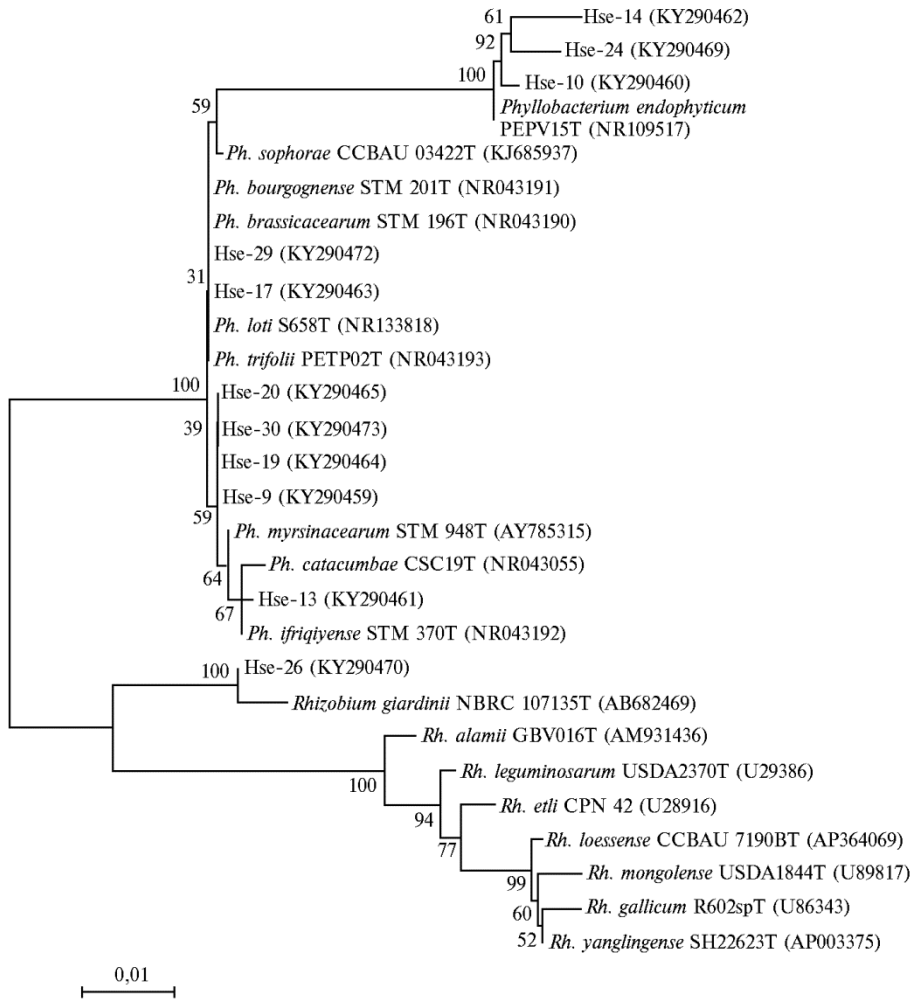 61
Hse-14 (KY290462)
92
Hse-24 (KY290469)
100
Hse-10 (KY290460)
Phyllobacterium endophyticum
PEPV15T (NR109517)
59
Ph. sophorae CCBAU 03422T (KJ685937)
Ph. bourgognense STM 201T (NR043191)
Ph. brassicacearum STM 196T (NR043190)
Hse-29 (KY290472)
31
Hse-17 (KY290463)
Ph. loti S658T (NR133818)
Ph. trifolii PETP02T (NR043193)
100
Hse-20 (KY290465)
39
Hse-30 (KY290473)
Hse-19 (KY290464)
Hse-9 (KY290459)
59
Ph. myrsinacearum STM 948T (AY785315)
Ph. catacumbae CSC19T (NR043055)
64
Hse-13 (KY290461)
67
Ph. ifriqiyense STM 370T (NR043192)
100
Hse-26 (KY290470)
Rhizobium giardinii NBRC 107135T (AB682469)
Rh. alamii GBV016T (AM931436)
100
Rh. leguminosarum USDA2370T (U29386)
Rh. etli CPN 42 (U28916)
94
77
Rh. loessense CCBAU 7190BT (AP364069)
99
Rh. mongolense USDA1844T (U89817)
60
Rh. gallicum R602spT (U86343)
52
Rh. yanglingense SH22623T (AP003375)
0,01